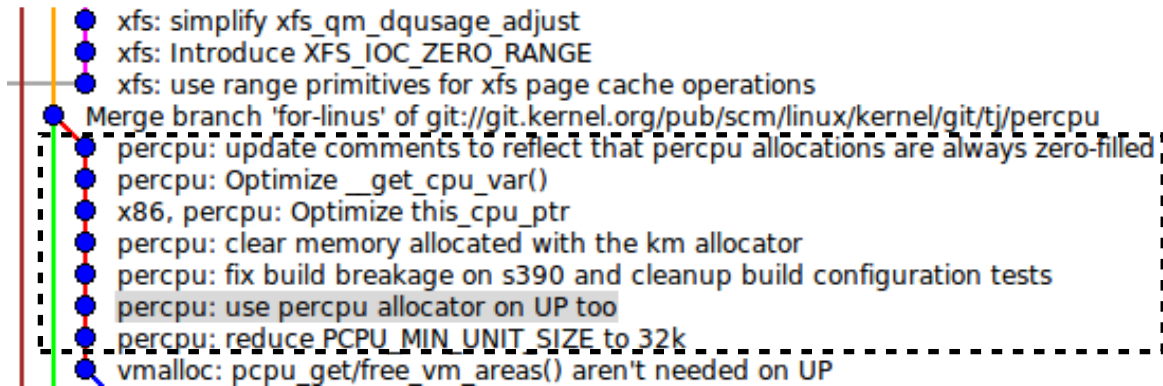 xfs: simplify xfs_qm_dqusage_adjust
xfs: Introduce XFS_IOC_ZERO_RANGE
xfs: use range primitives for xfs page cache operations
Merge branch 'for-linus' of git://git.kernel.org/pub/scm/linux/kernel/git/tj/percpu
percpu: update comments to reflect that percpu allocations are always zero-filled
percpu: Optimize __get_cpu_var()
x86, percpu: Optimize this_cpu_ptr
percpu: clear memory allocated with the km allocator
percpu: fix build breakage on s390 and cleanup build configuration tests
percpu: use percpu allocator on UP too
percpu: reduce PCPU_MIN_UNIT_SIZE to 32k
vmalloc: pcpu_get/free_vm_areas() aren't needed on UP